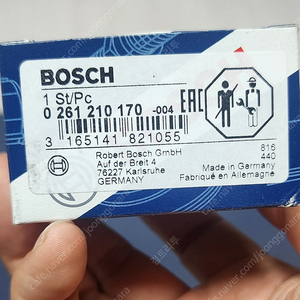 BOSCH
1 St/Pc
0 261 210 170 -004
EAC
3 165141 821055
Robert Bosch GmbH
Auf der Breit 4
76227 Karlsruhe
GERMANY
816
440
Made in Germany
Fabriqué en Allemagne